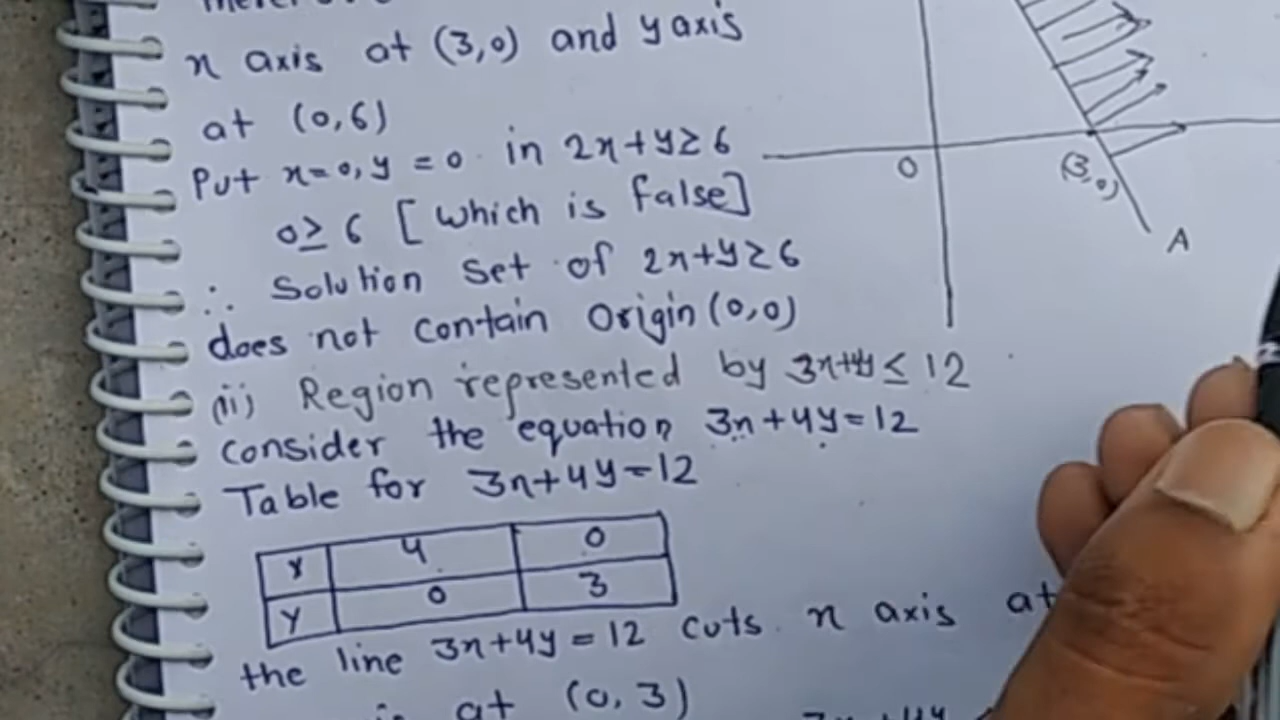 x axis at (3,0) and y axis
at (0,6)
Put x=0, y=0 in 2x+y≥6
0≥6 [which is false]
∴ Solution set of 2x+y≥6
does not contain Origin (0,0)
(ii) Region represented by 3x+4y≤12
consider the equation 3x+4y=12
Table for 3x+4y=12
x 4 0
y 0 3
the line 3x+4y=12 cuts x axis at
at (0,3)
0
(3,0)
A